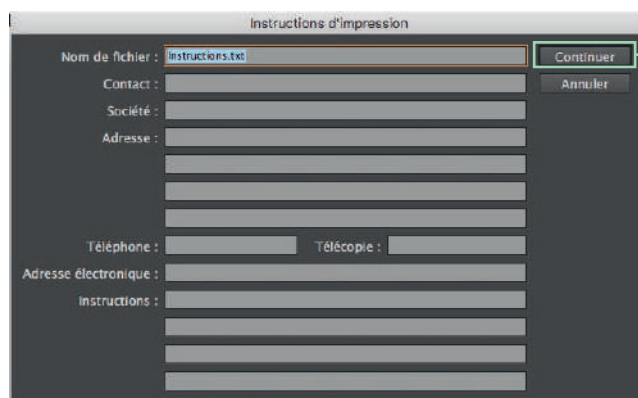 Instructions d'impression
Nom de fichier : Instructions.txt Continuer
Contact : Annuler
Société :
Adresse :
Téléphone : Télécopie :
Adresse électronique :
Instructions :